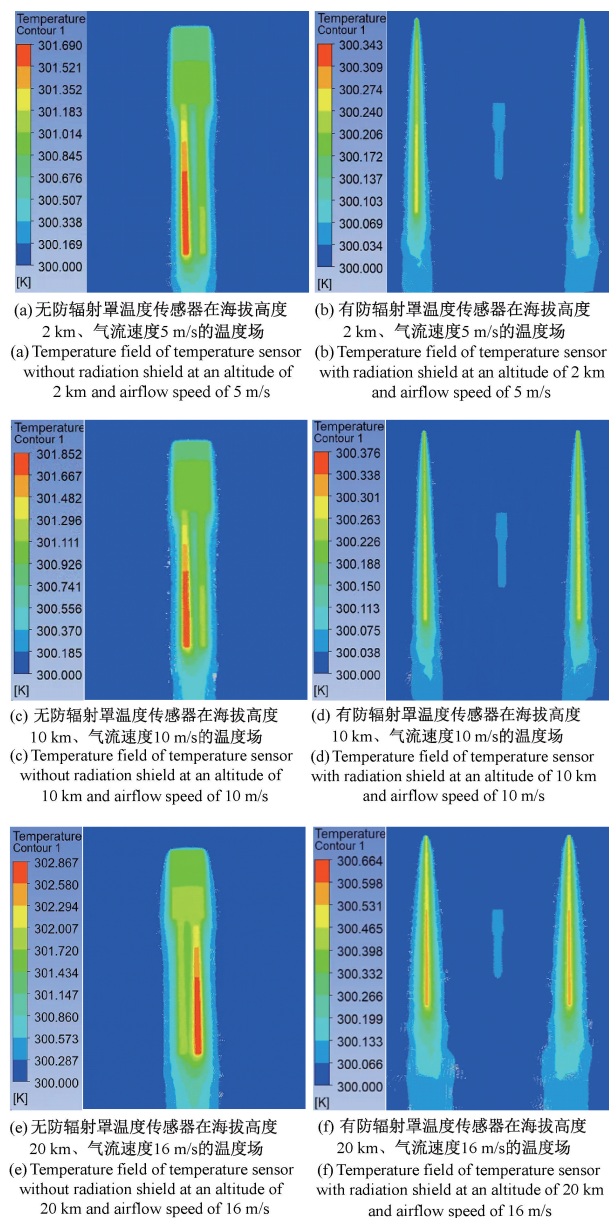 Temperature
Contour 1
301.690
301.521
301.352
301.183
301.014
300.845
300.676
300.507
300.338
300.169
300.000
[K]
Temperature
Contour 1
300.343
300.309
300.274
300.240
300.206
300.172
300.137
300.103
300.069
300.034
300.000
[K]
(a) 无防辐射罩温度传感器在海拔高度
2 km、气流速度5 m/s的温度场
(a) Temperature field of temperature sensor
without radiation shield at an altitude of
2 km and airflow speed of 5 m/s
(b) 有防辐射罩温度传感器在海拔高度
2 km、气流速度5 m/s的温度场
(b) Temperature field of temperature sensor
with radiation shield at an altitude of 2 km
and airflow speed of 5 m/s
Temperature
Contour 1
301.852
301.667
301.482
301.296
301.111
300.926
300.741
300.556
300.370
300.185
300.000
[K]
Temperature
Contour 1
300.376
300.338
300.301
300.263
300.226
300.188
300.150
300.113
300.075
300.038
300.000
[K]
(c) 无防辐射罩温度传感器在海拔高度
10 km、气流速度10 m/s的温度场
(c) Temperature field of temperature sensor
without radiation shield at an altitude of
10 km and airflow speed of 10 m/s
(d) 有防辐射罩温度传感器在海拔高度
10 km、气流速度10 m/s的温度场
(d) Temperature field of temperature sensor
with radiation shield at an altitude of 10 km
and airflow speed of 10 m/s
Temperature
Contour 1
302.867
302.580
302.294
302.007
301.720
301.434
301.147
300.860
300.573
300.287
300.000
[K]
Temperature
Contour 1
300.664
300.598
300.531
300.465
300.398
300.332
300.266
300.199
300.133
300.066
300.000
[K]
(e) 无防辐射罩温度传感器在海拔高度
20 km、气流速度16 m/s的温度场
(e) Temperature field of temperature sensor
without radiation shield at an altitude of
20 km and airflow speed of 16 m/s
(f) 有防辐射罩温度传感器在海拔高度
20 km、气流速度16 m/s的温度场
(f) Temperature field of temperature sensor
with radiation shield at an altitude of 20 km
and airflow speed of 16 m/s